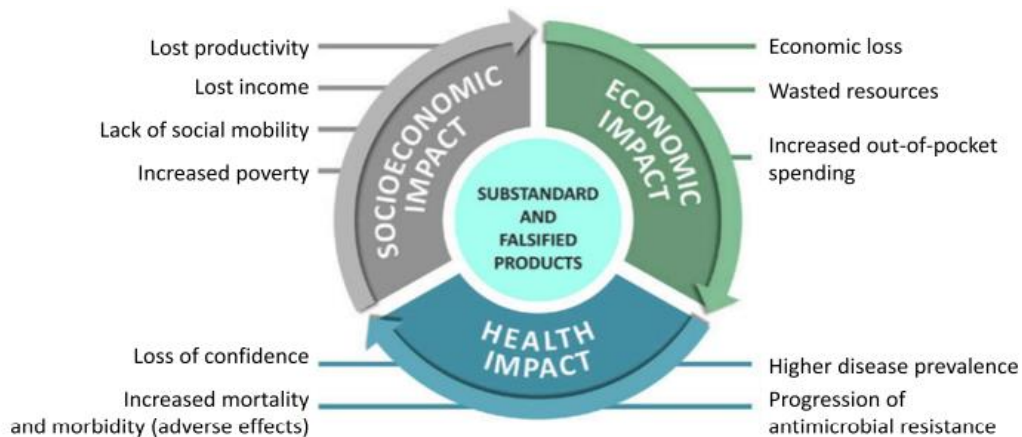 Lost productivity
Lost income
Lack of social mobility
Increased poverty
SOCIOECONOMIC
IMPACT
ECONOMIC
IMPACT
Economic loss
Wasted resources
Increased out-of-pocket
spending
SUBSTANDARD
AND
FALSIFIED
PRODUCTS
HEALTH
IMPACT
Loss of confidence
Increased mortality
and morbidity (adverse effects)
Higher disease prevalence
Progression of
antimicrobial resistance